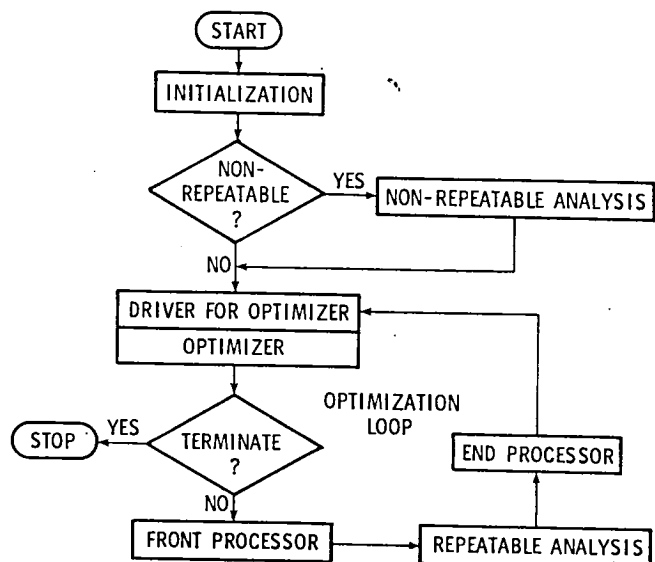 START
INITIALIZATION
NON-
REPEATABLE
?
YES
NON-REPEATABLE ANALYSIS
NO
DRIVER FOR OPTIMIZER
OPTIMIZER
OPTIMIZATION
LOOP
TERMINATE
?
YES
STOP
NO
FRONT PROCESSOR
REPEATABLE ANALYSIS
END PROCESSOR